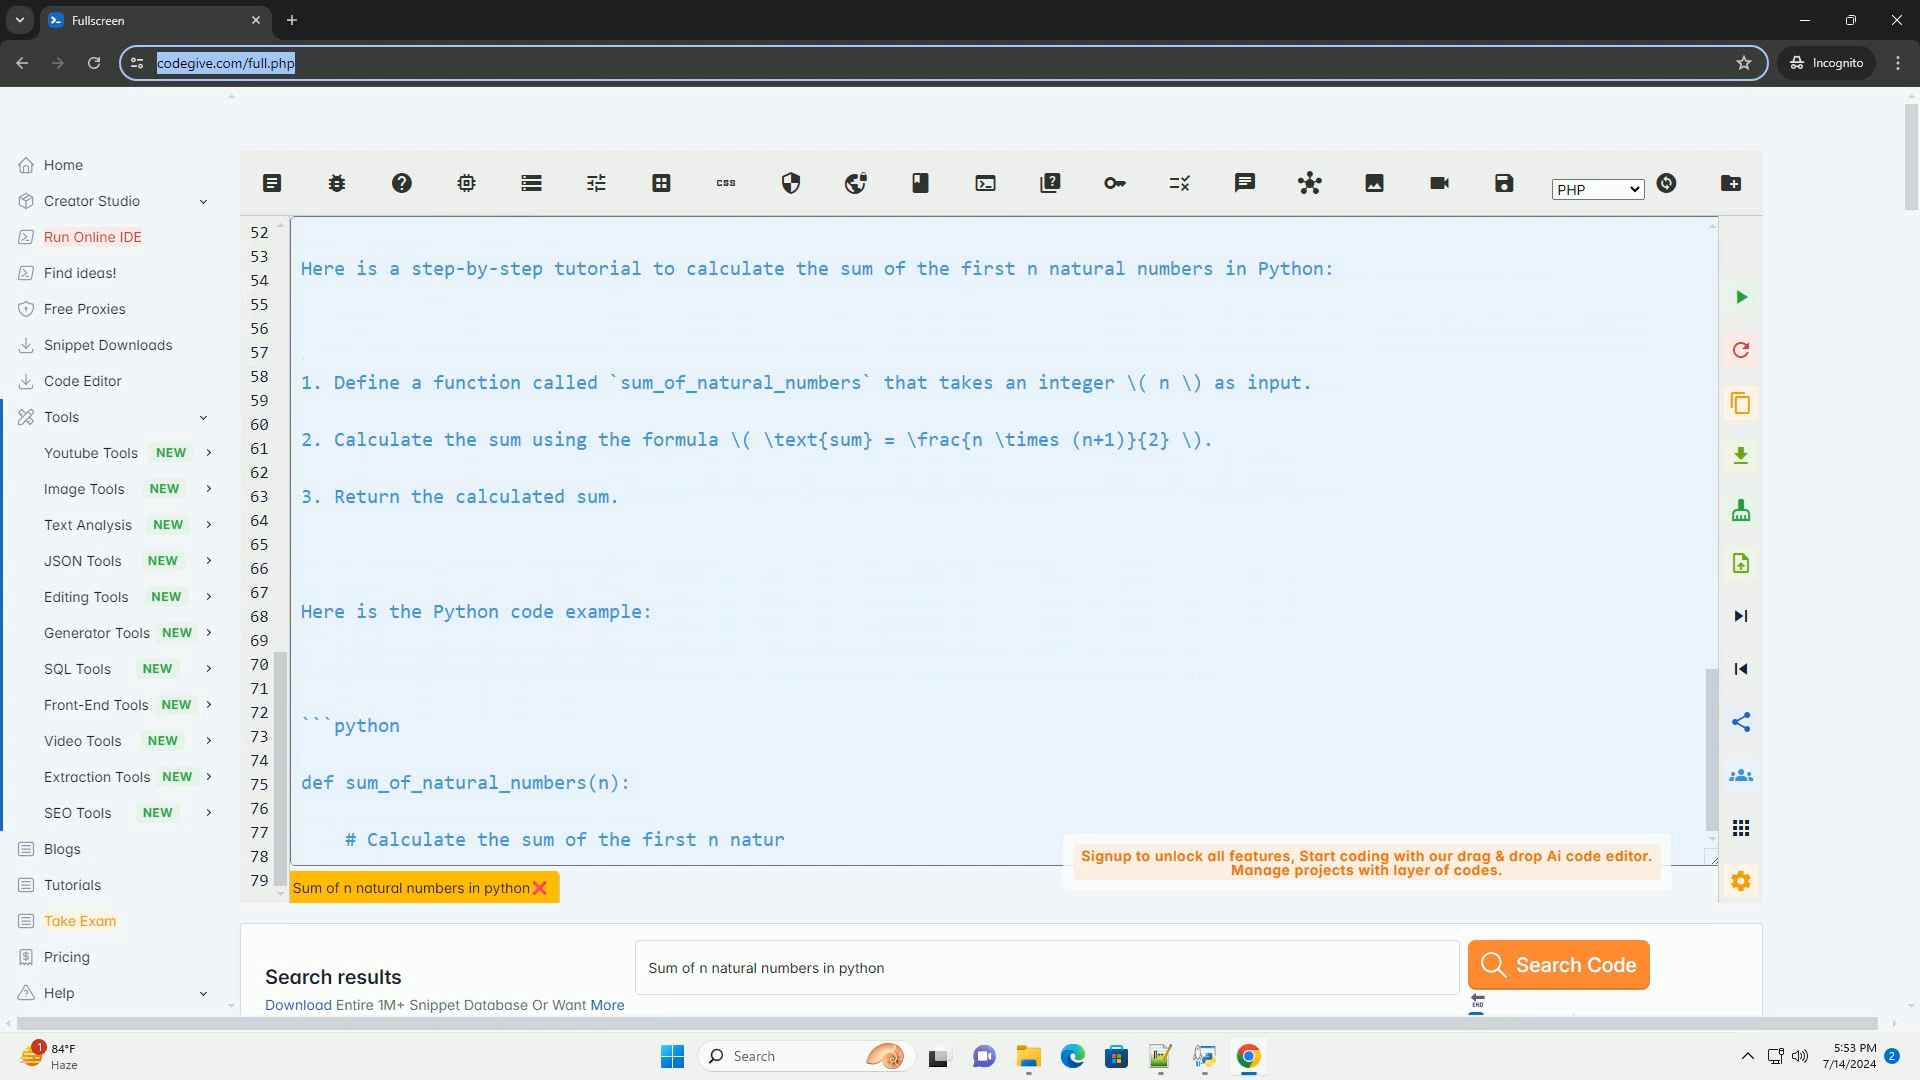 Fullscreen
codegive.com/full.php
Incognito
Home
Creator Studio
Run Online IDE
Find ideas!
Free Proxies
Snippet Downloads
Code Editor
Tools
Youtube Tools NEW
Image Tools NEW
Text Analysis NEW
JSON Tools NEW
Editing Tools NEW
Generator Tools NEW
SQL Tools NEW
Front-End Tools NEW
Video Tools NEW
Extraction Tools NEW
SEO Tools NEW
Blogs
Tutorials
Take Exam
Pricing
Help
css
PHP
52
53
54
55
56
57
58
59
60
61
62
63
64
65
66
67
68
69
70
71
72
73
74
75
76
77
78
79
Here is a step-by-step tutorial to calculate the sum of the first n natural numbers in Python:
1. Define a function called `sum_of_natural_numbers` that takes an integer \( n \) as input.
2. Calculate the sum using the formula \( \text{sum} = \frac{n \times (n+1)}{2} \).
3. Return the calculated sum.
Here is the Python code example:
```python
def sum_of_natural_numbers(n):
# Calculate the sum of the first n natur
Signup to unlock all features, Start coding with our drag & drop Ai code editor.
Manage projects with layer of codes.
Sum of n natural numbers in python
Search results
Download Entire 1M+ Snippet Database Or Want More
Sum of n natural numbers in python
Search Code
END
1
84°F
Haze
Search
5:53 PM
7/14/2024
2